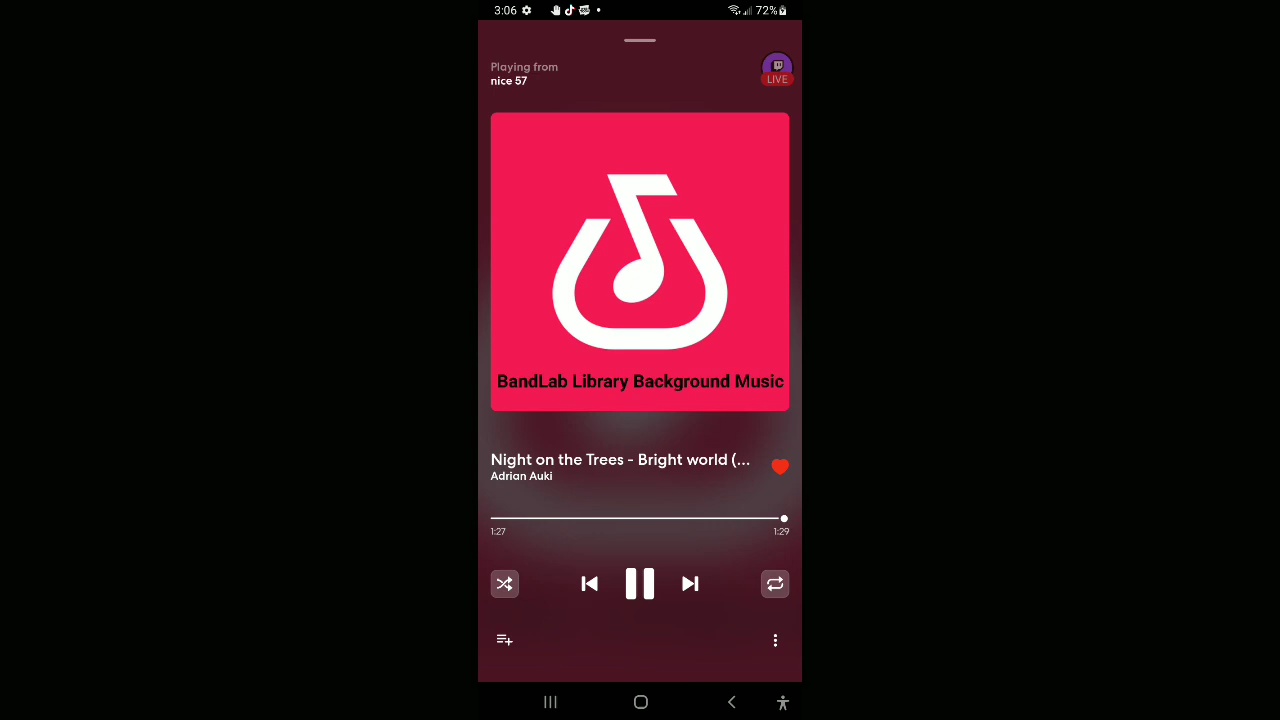 3:06
72%
Playing from
nice 57
LIVE
BandLab Library Background Music
Night on the Trees - Bright world (...
Adrian Auki
1:27
1:29